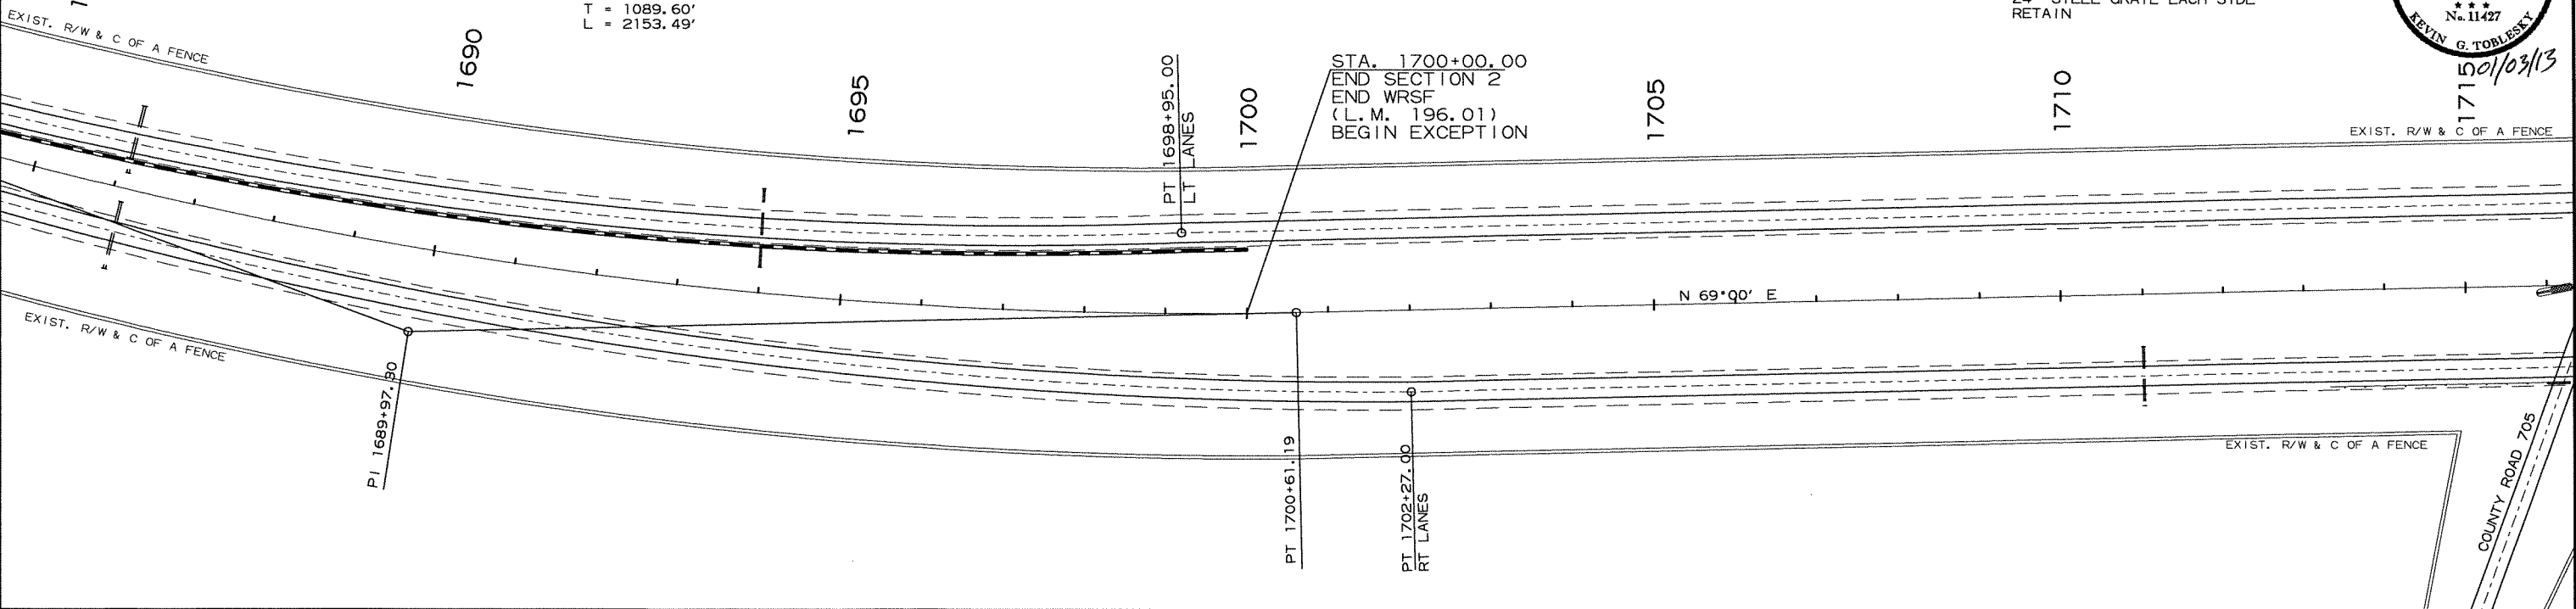 T = 1089.60'
L = 2153.49'
RETAIN
No. 11427
KEVIN G. TOBLESKY
01/03/13
EXIST. R/W & C OF A FENCE
1690
1695
PT 1698+95.00
LT LANES
1700
STA. 1700+00.00
END SECTION 2
END WRSF
(L.M. 196.01)
BEGIN EXCEPTION
1705
1710
1715
EXIST. R/W & C OF A FENCE
N 69°00' E
EXIST. R/W & C OF A FENCE
PI 1689+97.80
PT 1700+61.19
PT 1702+27.00
RT LANES
EXIST. R/W & C OF A FENCE
COUNTY ROAD 705